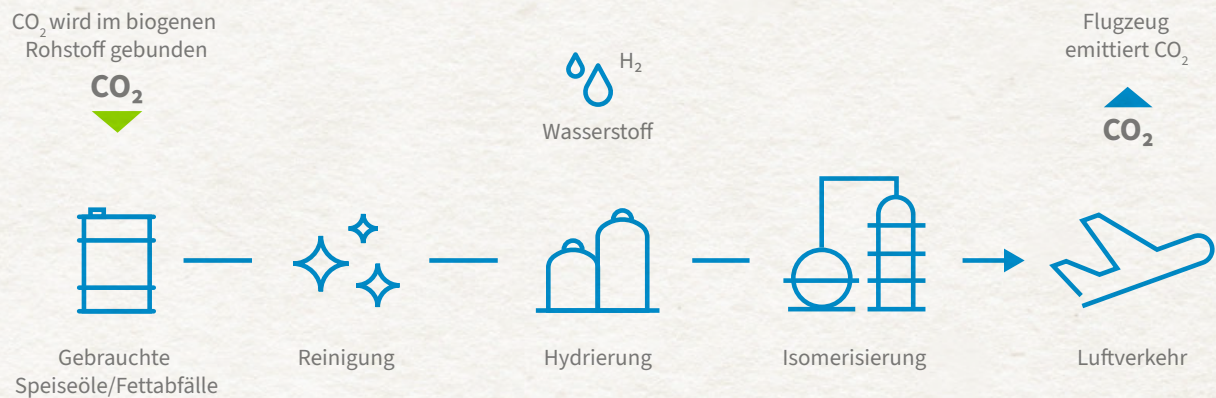 CO₂ wird im biogenen
Rohstoff gebunden
CO₂
H₂
Wasserstoff
Flugzeug
emittiert CO₂
CO₂
Gebrauchte
Speiseöle/Fettabfälle
Reinigung
Hydrierung
Isomerisierung
Luftverkehr